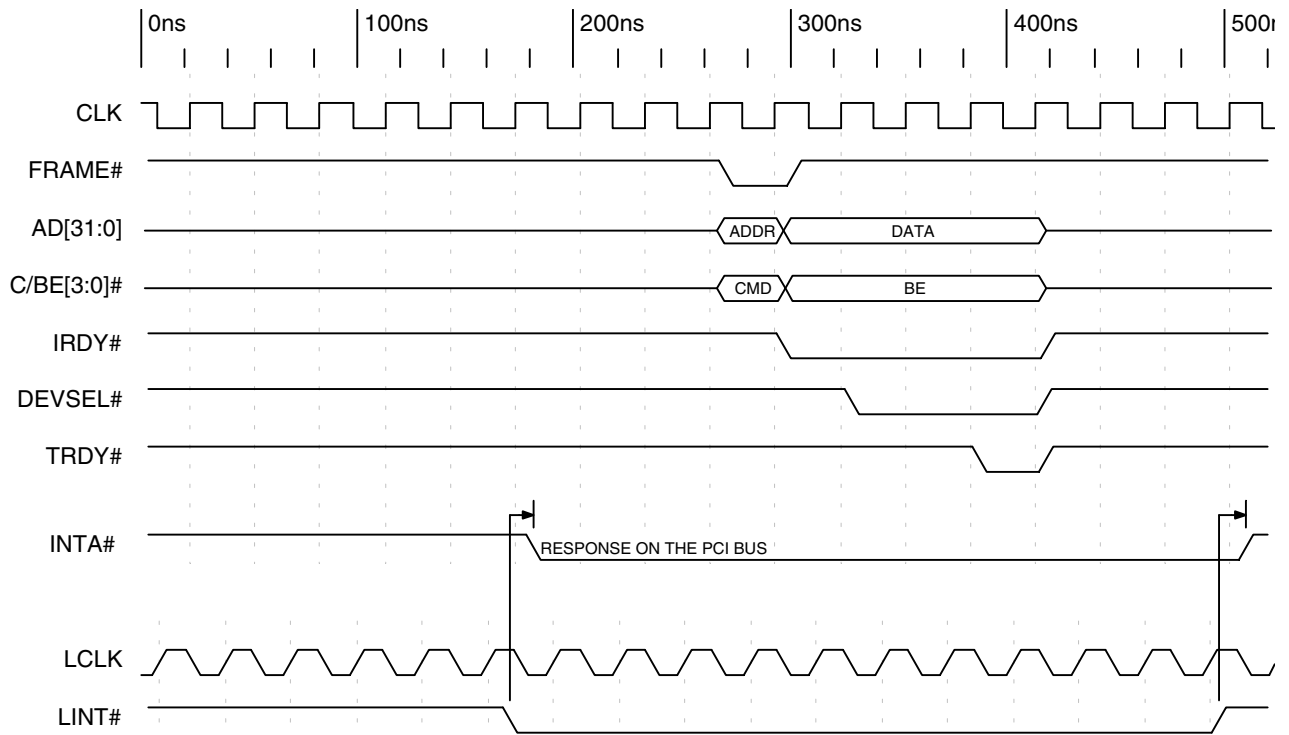 0ns 100ns 200ns 300ns 400ns 500n
CLK
FRAME#
AD[31:0] ADDR DATA
C/BE[3:0]# CMD BE
IRDY#
DEVSEL#
TRDY#
INTA# RESPONSE ON THE PCI BUS
LCLK
LINT#